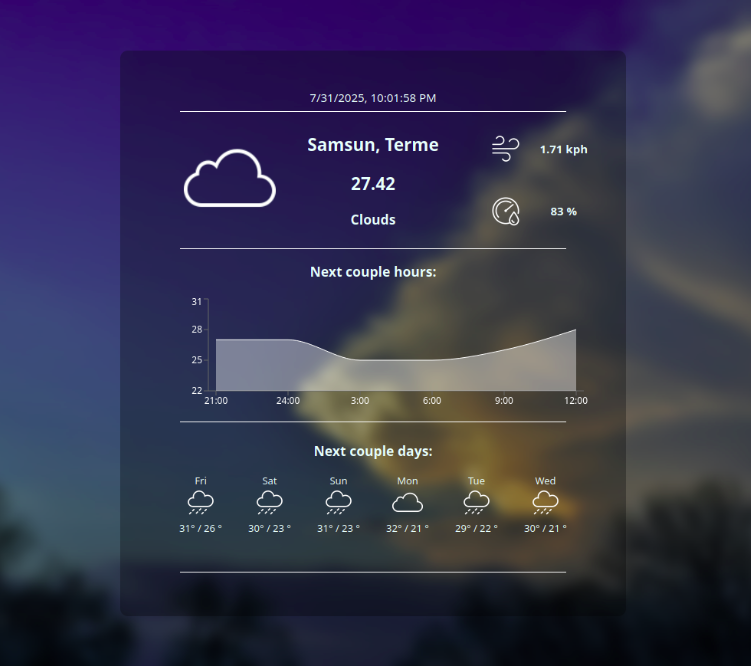 7/31/2025, 10:01:58 PM
Samsun, Terme
27.42
Clouds
1.71 kph
83 %
Next couple hours:
31
28
25
22
21:00 24:00 3:00 6:00 9:00 12:00
Next couple days:
Fri Sat Sun Mon Tue Wed
31° / 26 ° 30° / 23 ° 31° / 23 ° 32° / 21 ° 29° / 22 ° 30° / 21 °